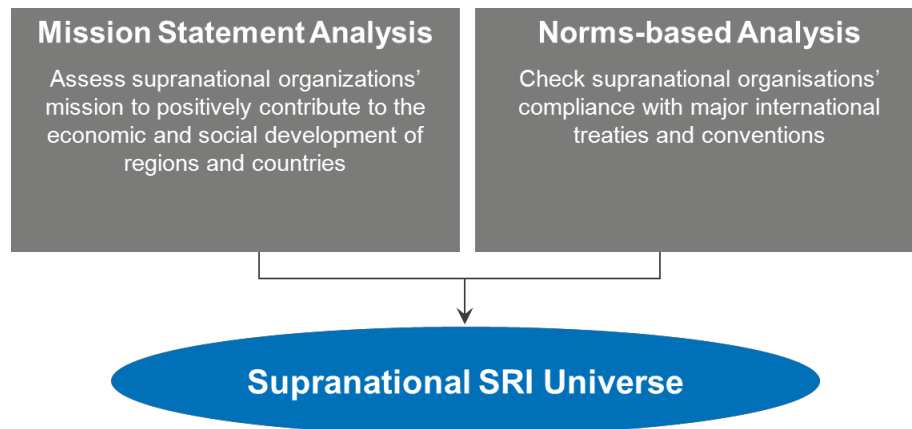 Mission Statement Analysis
Assess supranational organizations’
mission to positively contribute to the
economic and social development of
regions and countries
Norms-based Analysis
Check supranational organisations’
compliance with major international
treaties and conventions
Supranational SRI Universe